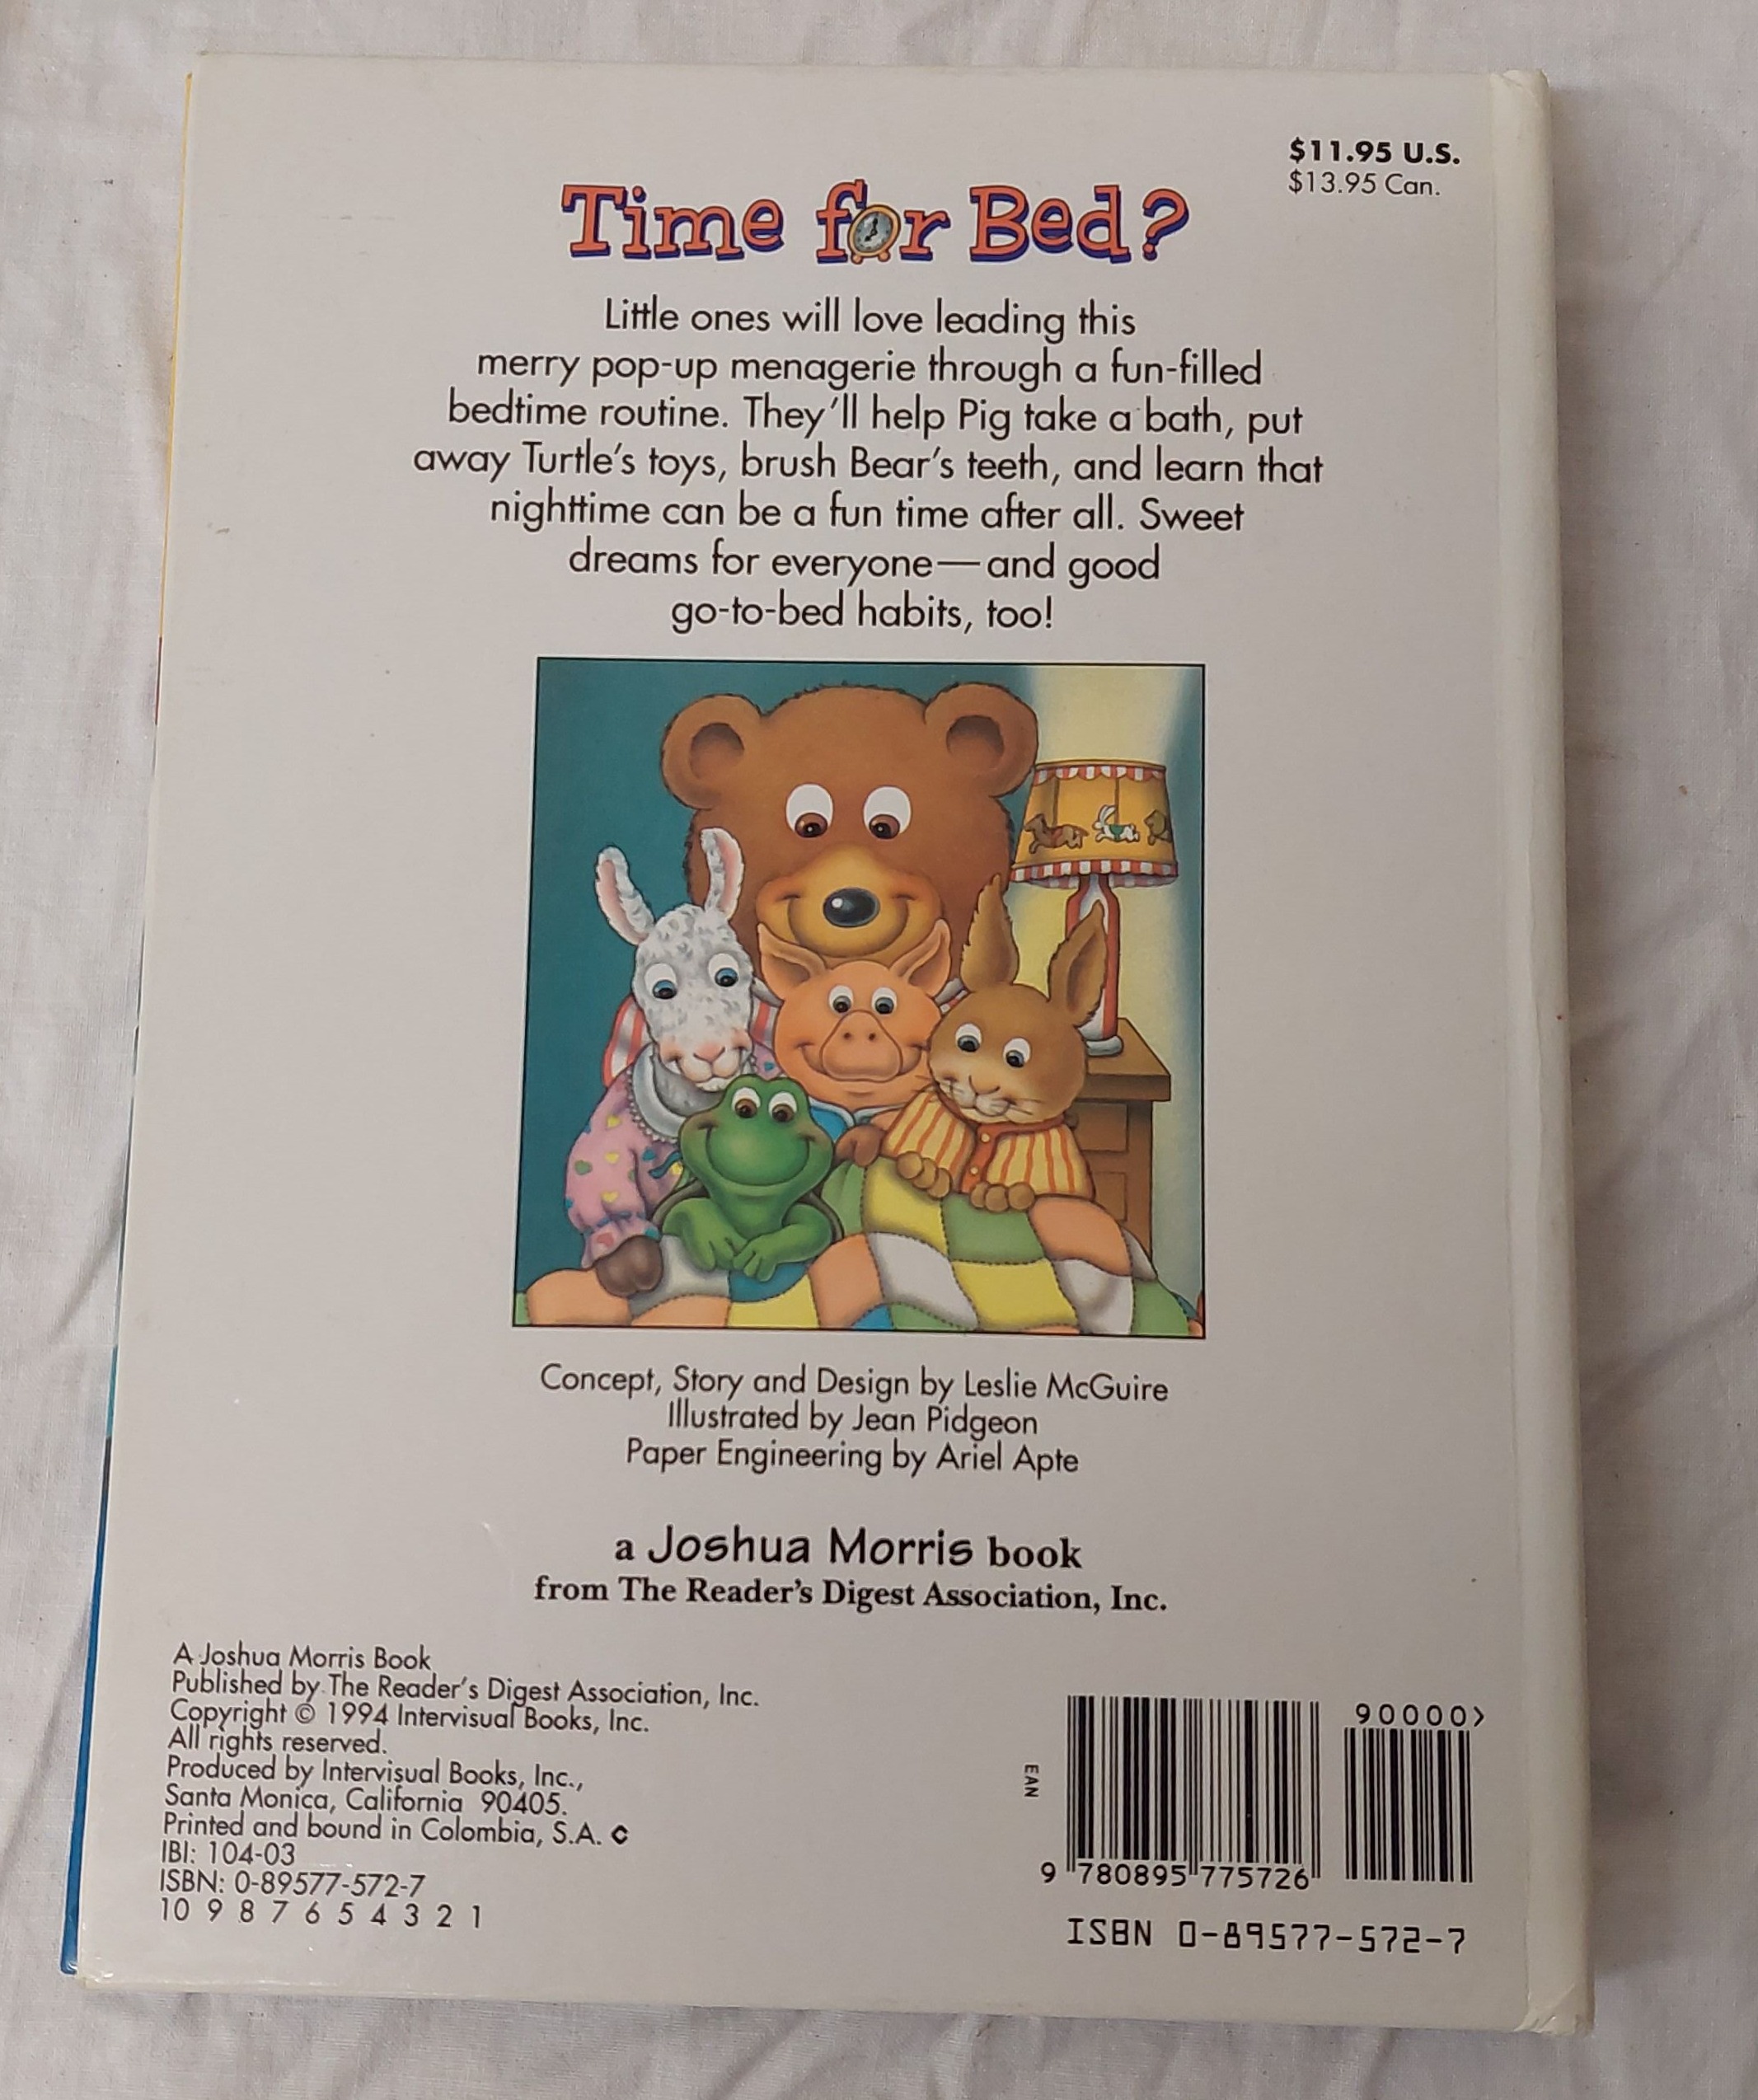 $11.95 U.S.
$13.95 Can.
Time for Bed?
Little ones will love leading this
merry pop-up menagerie through a fun-filled
bedtime routine. They'll help Pig take a bath, put
away Turtle's toys, brush Bear's teeth, and learn that
nighttime can be a fun time after all. Sweet
dreams for everyone—and good
go-to-bed habits, too!
Concept, Story and Design by Leslie McGuire
Illustrated by Jean Pidgeon
Paper Engineering by Ariel Apte
a Joshua Morris book
from The Reader's Digest Association, Inc.
A Joshua Morris Book
Published by The Reader's Digest Association, Inc.
Copyright © 1994 Intervisual Books, Inc.
All rights reserved.
Produced by Intervisual Books, Inc.,
Santa Monica, California 90405.
Printed and bound in Colombia, S.A. C
IBI: 104-03
ISBN: 0-89577-572-7
10 9 8 7 6 5 4 3 2 1
EAN
90000>
9 780895 775726
ISBN 0-89577-572-7